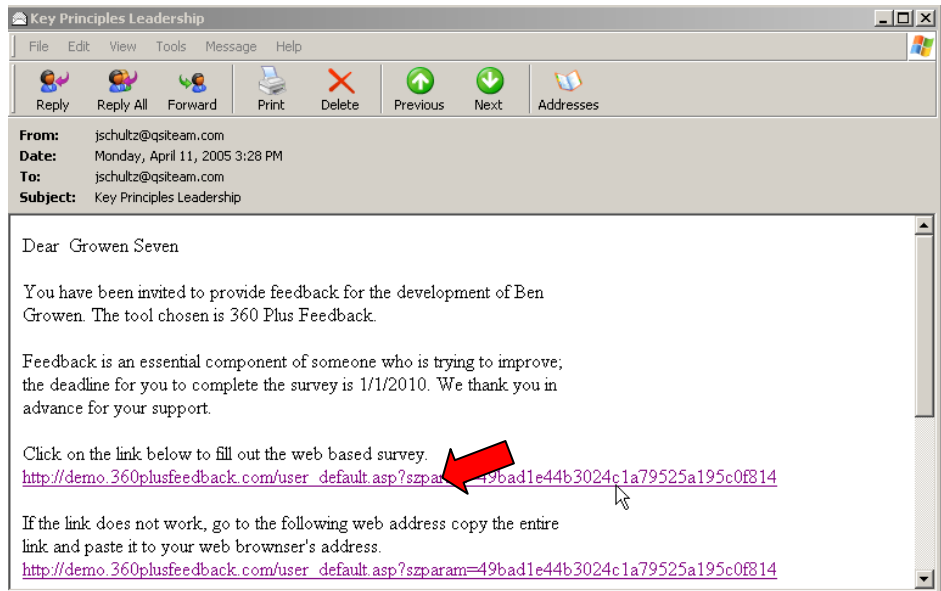 Key Principles Leadership
File Edit View Tools Message Help
Reply Reply All Forward Print Delete Previous Next Addresses
From: jschultz@qsiteam.com
Date: Monday, April 11, 2005 3:28 PM
To: jschultz@qsiteam.com
Subject: Key Principles Leadership
Dear Growen Seven
You have been invited to provide feedback for the development of Ben
Growen. The tool chosen is 360 Plus Feedback.
Feedback is an essential component of someone who is trying to improve;
the deadline for you to complete the survey is 1/1/2010. We thank you in
advance for your support.
Click on the link below to fill out the web based survey.
http://demo.360plusfeedback.com/user_default.asp?szparam=49bad1e44b3024c1a79525a195c0f814
If the link does not work, go to the following web address copy the entire
link and paste it to your web brownser's address.
http://demo.360plusfeedback.com/user_default.asp?szparam=49bad1e44b3024c1a79525a195c0f814